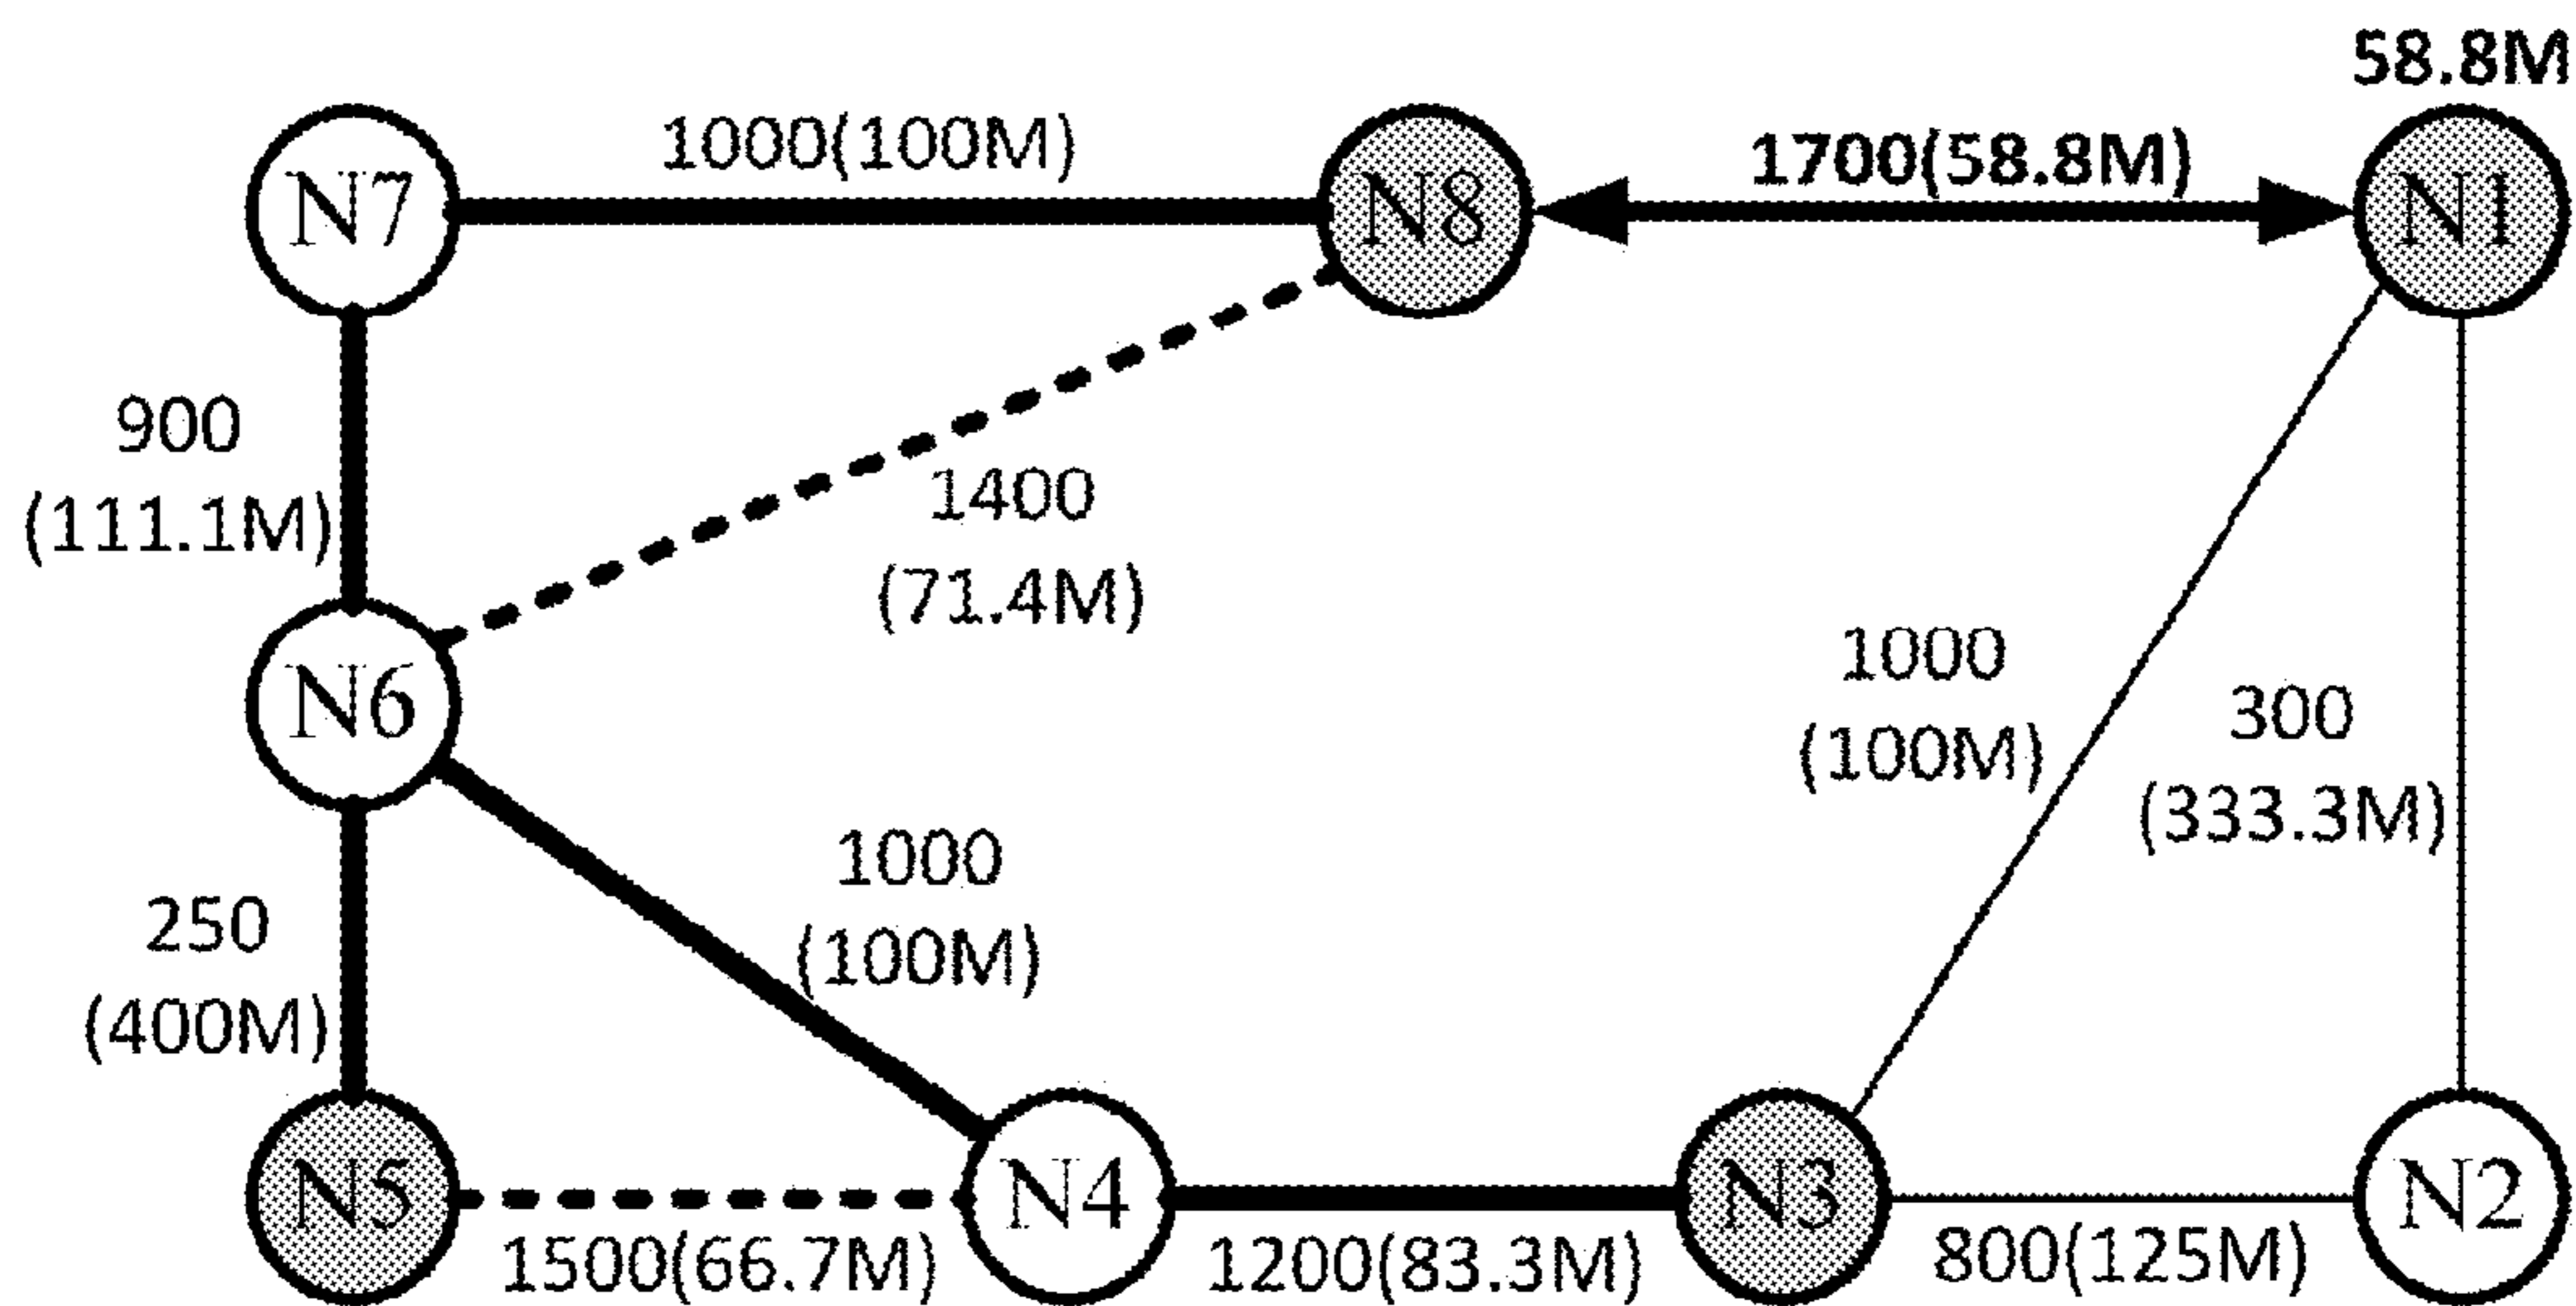 58.8M
1000(100M)
1700(58.8M)
N7
N8
N1
900
(111.1M)
1400
(71.4M)
1000
(100M)
300
(333.3M)
N6
1000
(100M)
250
(400M)
N5
N4
N3
N2
1500(66.7M)
1200(83.3M)
800(125M)